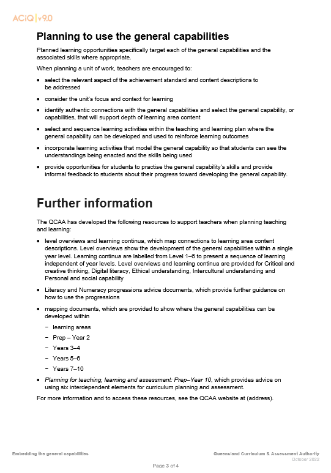 ACiQ | v9.0
Planning to use the general capabilities
Planned learning opportunities specifically target each of the general capabilities and the
associated skills where appropriate.
When planning a unit of work, teachers are encouraged to:
• select the relevant aspects of the achievement standard and content descriptions to
be addressed
• consider the unit's focus and context for learning
• identify authentic connections with the general capabilities and select the general capability, or
capabilities, that will support depth of learning area content
• select and sequence learning activities within the teaching and learning plan where the
general capability can be developed and used to reinforce learning outcomes
• incorporate learning activities that model the general capability so that students can see the
understandings being enacted and the skills being used
• provide opportunities for students to practise the general capability's skills and provide
informal feedback to students about their progress toward developing the general capability.
Further information
The QCAA has developed the following resources to support teachers when planning teaching
and learning:
• level overviews and learning continua, which map connections to learning area content
descriptions. Level overviews show the development of the general capabilities within a single
year level. Learning continua are labelled from Level 1–6 to present a sequence of learning
independent of year levels. Level overviews and learning continua are provided for Critical and
creative thinking, Digital literacy, Ethical understanding, Intercultural understanding and
Personal and social capability
• Literacy and Numeracy progressions advice documents, which provide further guidance on
how to use the progressions
• mapping documents, which are provided to show where the general capabilities can be
developed within
− learning areas
− Prep – Year 2
− Years 3–4
− Years 5–6
− Years 7–10
• Planning for teaching, learning and assessment: Prep–Year 10, which provides advice on
using six interdependent elements for curriculum planning and assessment.
For more information and to access these resources, see the QCAA website at (address).
Embedding the general capabilities
Queensland Curriculum & Assessment Authority
Page 3 of 4